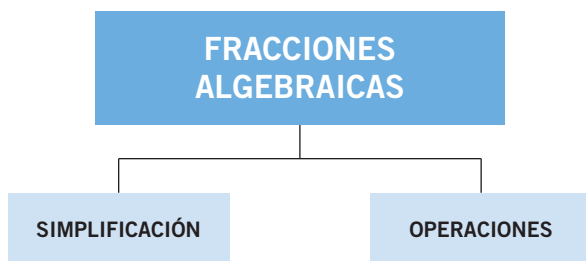 FRACCIONES
ALGEBRAICAS
SIMPLIFICACIÓN
OPERACIONES